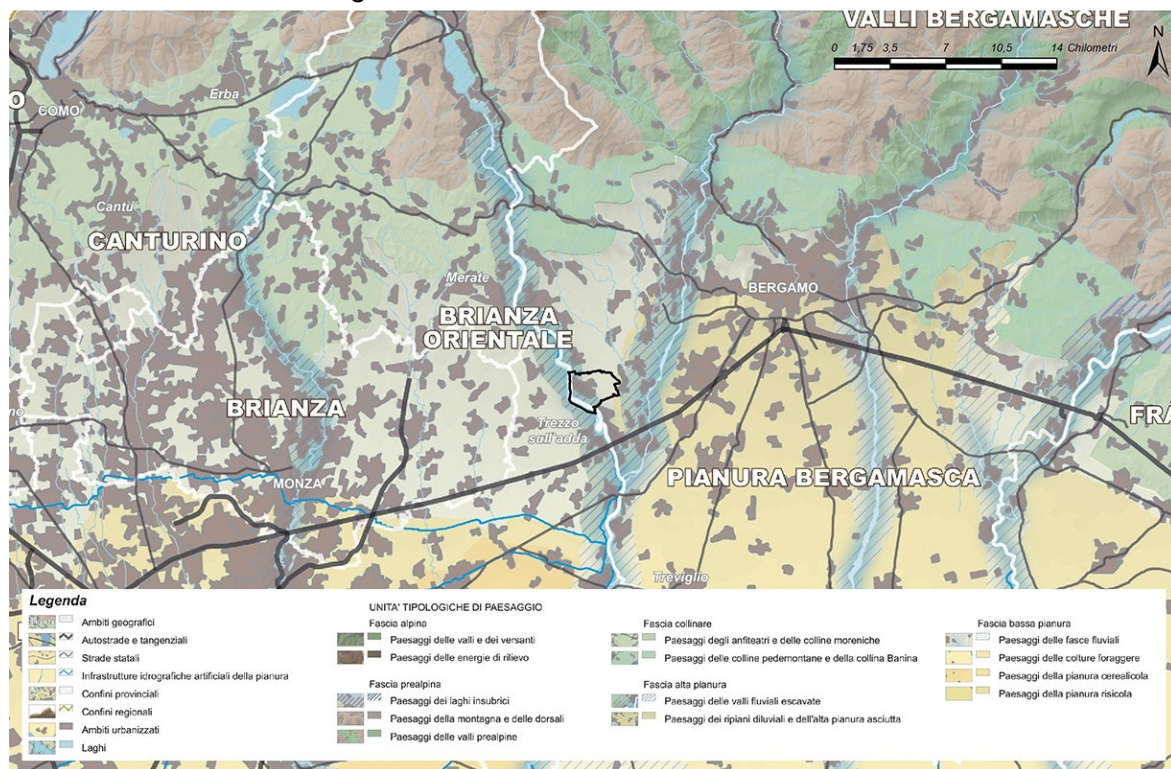 VALLI BERGAMASCHE
0 1,75 3,5 7 10,5 14 Chilometri
N
O
COMO
Erba
Cantù
CANTURINO
Merate
BERGAMO
BRIANZA
ORIENTALE
BRIANZA
no
FRA
Trezzo
sull'adda
PIANURA BERGAMASCA
MONZA
Treviglio
Legenda
Ambiti geografici
Autostrade e tangenziali
Strade statali
Infrastrutture idrografiche artificiali della pianura
Confini provinciali
Confini regionali
Ambiti urbanizzati
Laghi
UNITA' TIPOLOGICHE DI PAESAGGIO
Fascia alpina
Paesaggi delle valli e dei versanti
Paesaggi delle energie di rilievo
Fascia prealpina
Paesaggi dei laghi insubrici
Paesaggi della montagna e delle dorsali
Paesaggi delle valli prealpine
Fascia collinare
Paesaggi degli anfiteatri e delle colline moreniche
Paesaggi delle colline pedemontane e della collina Banina
Fascia alta pianura
Paesaggi delle valli fluviali escavate
Paesaggi dei ripiani diluviali e dell'alta pianura asciutta
Fascia bassa pianura
Paesaggi delle fasce fluviali
Paesaggi delle colture foraggere
Paesaggi della pianura cerealicola
Paesaggi della pianura risicola